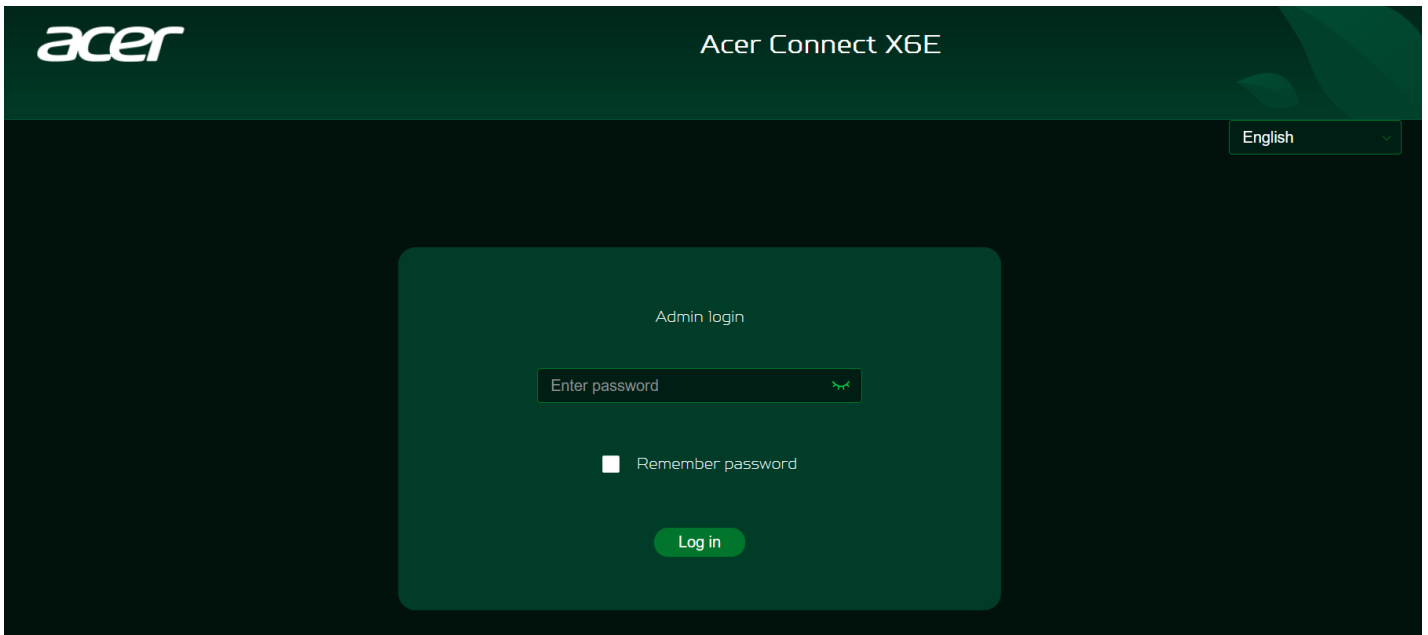 acer
Acer Connect X6E
English
Admin login
Enter password
Remember password
Log in